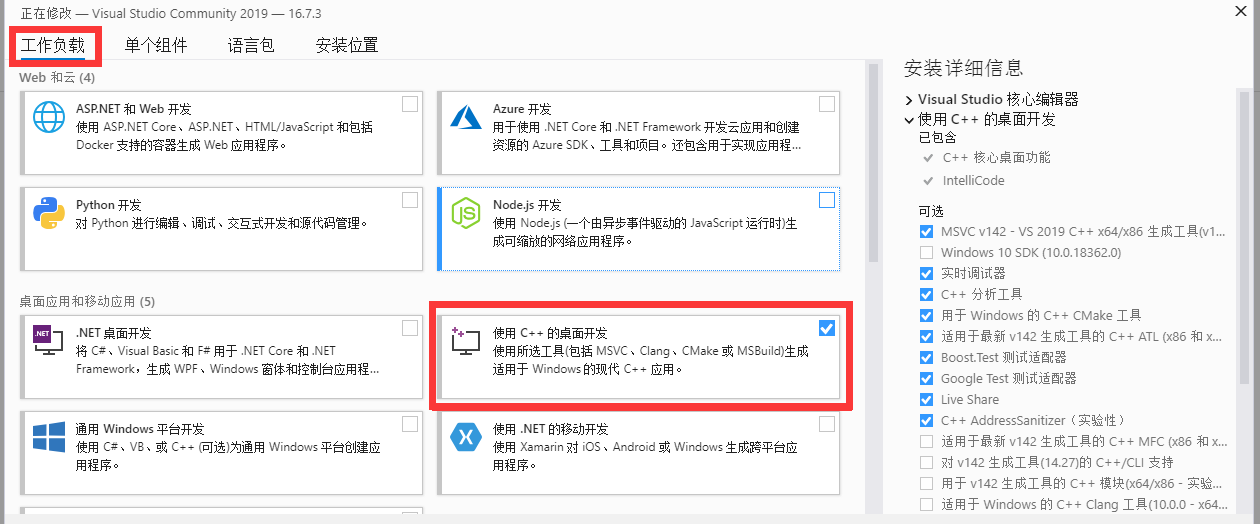 正在修改 — Visual Studio Community 2019 — 16.7.3
工作负载
单个组件
语言包
安装位置
Web 和云 (4)
ASP.NET 和 Web 开发
使用 ASP.NET Core、ASP.NET、HTML/JavaScript 和包括
Docker 支持的容器生成 Web 应用程序。
Azure 开发
用于使用 .NET Core 和 .NET Framework 开发云应用和创建
资源的 Azure SDK、工具和项目。还包含用于实现应用程...
Python 开发
对 Python 进行编辑、调试、交互式开发和源代码管理。
Node.js 开发
使用 Node.js (一个由异步事件驱动的 JavaScript 运行时)生
成可缩放的网络应用程序。
桌面应用和移动应用 (5)
.NET
.NET 桌面开发
将 C#、Visual Basic 和 F# 用于 .NET Core 和 .NET
Framework，生成 WPF、Windows 窗体和控制台应用程...
使用 C++ 的桌面开发
使用所选工具(包括 MSVC、Clang、CMake 或 MSBuild)生成
适用于 Windows 的现代 C++ 应用。
通用 Windows 平台开发
使用 C#、VB、或 C++ (可选)为通用 Windows 平台创建应
用程序。
使用 .NET 的移动开发
使用 Xamarin 对 iOS、Android 或 Windows 生成跨平台应
用程序。
安装详细信息
Visual Studio 核心编辑器
使用 C++ 的桌面开发
已包含
C++ 核心桌面功能
IntelliCode
可选
MSVC v142 - VS 2019 C++ x64/x86 生成工具(v1...
Windows 10 SDK (10.0.18362.0)
实时调试器
C++ 分析工具
用于 Windows 的 C++ CMake 工具
适用于最新 v142 生成工具的 C++ ATL (x86 和 x...
Boost.Test 测试适配器
Google Test 测试适配器
Live Share
C++ AddressSanitizer（实验性）
适用于最新 v142 生成工具的 C++ MFC (x86 和 x...
对 v142 生成工具(14.27)的 C++/CLI 支持
用于 v142 生成工具的 C++ 模块(x64/x86 - 实验...
适用于 Windows 的 C++ Clang 工具(10.0.0 - x64...